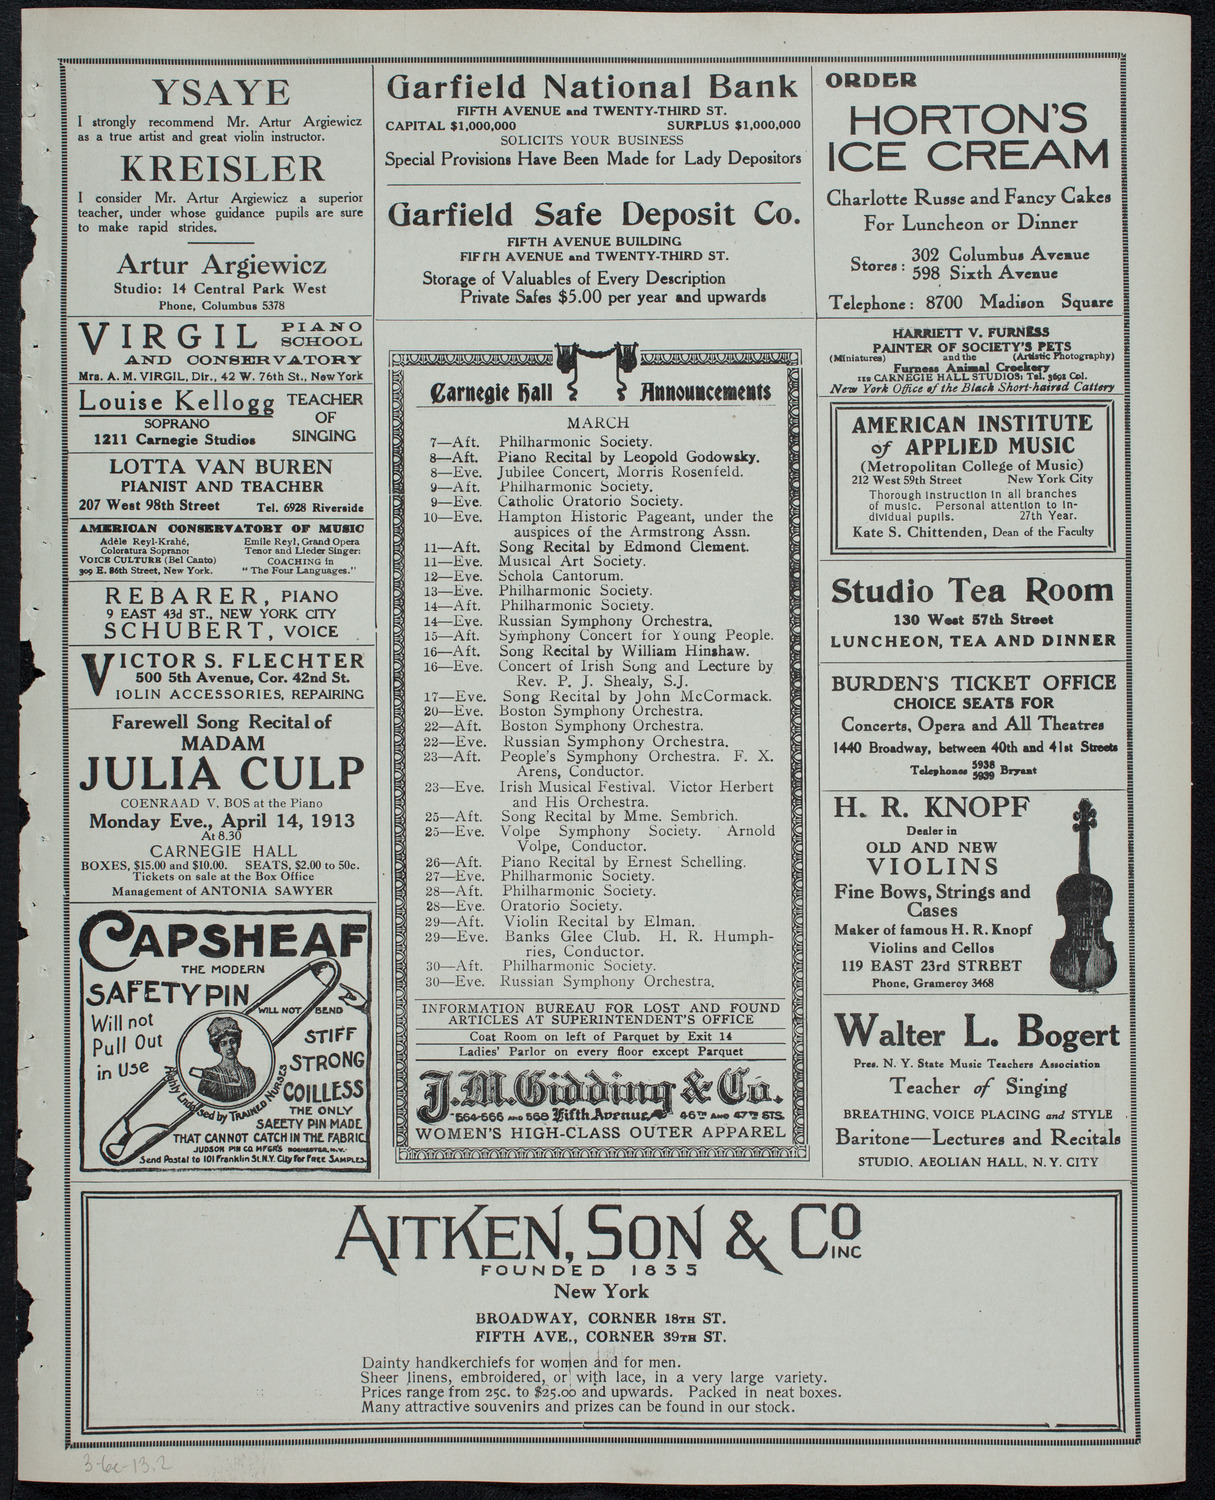 YSAYE
I strongly recommend Mr. Artur Argiewicz
as a true artist and great violin instructor.
KREISLER
I consider Mr. Artur Argiewicz a superior
teacher, under whose guidance pupils are sure
to make rapid strides.
Artur Argiewicz
Studio: 14 Central Park West
Phone, Columbus 5378
VIRGIL PIANO
SCHOOL
AND CONSERVATORY
Mrs. A. M. VIRGIL, Dir., 42 W. 76th St., New York
Louise Kellogg
SOPRANO
1211 Carnegie Studios
TEACHER
OF
SINGING
LOTTA VAN BUREN
PIANIST AND TEACHER
207 West 98th Street Tel. 6928 Riverside
AMERICAN CONSERVATORY OF MUSIC
Adèle Reyl-Krahé,
Coloratura Soprano:
VOICE CULTURE (Bel Canto)
309 E. 86th Street, New York.
Emile Reyl, Grand Opera
Tenor and Lieder Singer:
COACHING in
"The Four Languages."
REBARER, PIANO
9 EAST 43d ST., NEW YORK CITY
SCHUBERT, VOICE
VICTOR S. FLECHTER
500 5th Avenue, Cor. 42nd St.
IOLIN ACCESSORIES, REPAIRING
Farewell Song Recital of
MADAM
JULIA CULP
COENRAAD V. BOS at the Piano
Monday Eve., April 14, 1913
At 8.30
CARNEGIE HALL
BOXES, $15.00 and $10.00. SEATS, $2.00 to 50c.
Tickets on sale at the Box Office
Management of ANTONIA SAWYER
CAPSHEAF
THE MODERN
SAFETY PIN
WILL NOT BEND
Will not
Pull Out
in Use
STIFF
STRONG
COILLESS
Highly Endorsed by TRAINED NURSES
THE ONLY
SAFETY PIN MADE
THAT CANNOT CATCH IN THE FABRIC
JUDSON PIN CO. MFGRS ROCHESTER, N.Y.
Send Postal to 101 Franklin St. N.Y. City for FREE SAMPLES.
Garfield National Bank
FIFTH AVENUE and TWENTY-THIRD ST.
CAPITAL $1,000,000 SURPLUS $1,000,000
SOLICITS YOUR BUSINESS
Special Provisions Have Been Made for Lady Depositors
Garfield Safe Deposit Co.
FIFTH AVENUE BUILDING
FIFTH AVENUE and TWENTY-THIRD ST.
Storage of Valuables of Every Description
Private Safes $5.00 per year and upwards
Carnegie Hall Announcements
MARCH
7—Aft. Philharmonic Society.
8—Aft. Piano Recital by Leopold Godowsky.
8—Eve. Jubilee Concert, Morris Rosenfeld.
9—Aft. Philharmonic Society.
9—Eve. Catholic Oratorio Society.
10—Eve. Hampton Historic Pageant, under the
auspices of the Armstrong Assn.
11—Aft. Song Recital by Edmond Clement.
11—Eve. Musical Art Society.
12—Eve. Schola Cantorum.
13—Eve. Philharmonic Society.
14—Aft. Philharmonic Society.
14—Eve. Russian Symphony Orchestra.
15—Aft. Symphony Concert for Young People.
16—Aft. Song Recital by William Hinshaw.
16—Eve. Concert of Irish Song and Lecture by
Rev. P. J. Shealy, S.J.
17—Eve. Song Recital by John McCormack.
20—Eve. Boston Symphony Orchestra.
22—Aft. Boston Symphony Orchestra.
22—Eve. Russian Symphony Orchestra.
23—Aft. People's Symphony Orchestra. F. X.
Arens, Conductor.
23—Eve. Irish Musical Festival. Victor Herbert
and His Orchestra.
25—Aft. Song Recital by Mme. Sembrich.
25—Eve. Volpe Symphony Society. Arnold
Volpe, Conductor.
26—Aft. Piano Recital by Ernest Schelling.
27—Eve. Philharmonic Society.
28—Aft. Philharmonic Society.
28—Eve. Oratorio Society.
29—Aft. Violin Recital by Elman.
29—Eve. Banks Glee Club. H. R. Humph-
ries, Conductor.
30—Aft. Philharmonic Society.
30—Eve. Russian Symphony Orchestra.
INFORMATION BUREAU FOR LOST AND FOUND
ARTICLES AT SUPERINTENDENT'S OFFICE
Coat Room on left of Parquet by Exit 14
Ladies' Parlor on every floor except Parquet
J. M. Gidding & Co.
564-566 AND 568 Fifth Avenue 46TH AND 47TH STS.
WOMEN'S HIGH-CLASS OUTER APPAREL
ORDER
HORTON'S
ICE CREAM
Charlotte Russe and Fancy Cakes
For Luncheon or Dinner
Stores: 302 Columbus Avenue
598 Sixth Avenue
Telephone: 8700 Madison Square
HARRIETT V. FURNESS
PAINTER OF SOCIETY'S PETS
(Miniatures) and the (Artistic Photography)
Furness Animal Crockery
112 CARNEGIE HALL STUDIOS: Tel. 3692 Col.
New York Office of the Black Short-haired Cattery
AMERICAN INSTITUTE
of APPLIED MUSIC
(Metropolitan College of Music)
212 West 59th Street New York City
Thorough instruction in all branches
of music. Personal attention to in-
dividual pupils. 27th Year.
Kate S. Chittenden, Dean of the Faculty
Studio Tea Room
130 West 57th Street
LUNCHEON, TEA AND DINNER
BURDEN'S TICKET OFFICE
CHOICE SEATS FOR
Concerts, Opera and All Theatres
1440 Broadway, between 40th and 41st Streets
Telephones 5938
5939 Bryant
H. R. KNOPF
Dealer in
OLD AND NEW
VIOLINS
Fine Bows, Strings and
Cases
Maker of famous H. R. Knopf
Violins and Cellos
119 EAST 23rd STREET
Phone, Gramercy 3468
Walter L. Bogert
Pres. N. Y. State Music Teachers Association
Teacher of Singing
BREATHING, VOICE PLACING and STYLE
Baritone—Lectures and Recitals
STUDIO, AEOLIAN HALL, N. Y. CITY
AITKEN, SON & CO INC
FOUNDED 1835
New York
BROADWAY, CORNER 18TH ST.
FIFTH AVE., CORNER 39TH ST.
Dainty handkerchiefs for women and for men.
Sheer linens, embroidered, or with lace, in a very large variety.
Prices range from 25c. to $25.00 and upwards. Packed in neat boxes.
Many attractive souvenirs and prizes can be found in our stock.